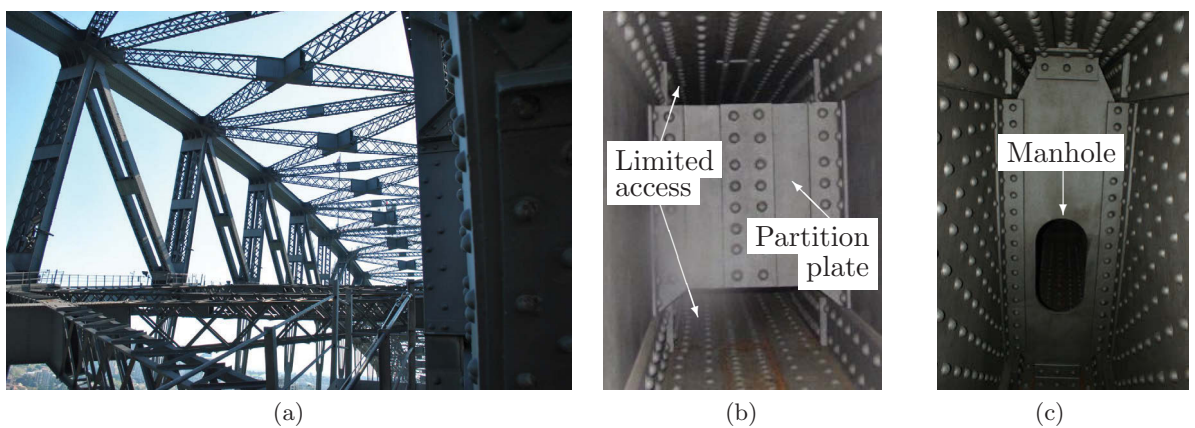 Limited
access
Partition
plate
Manhole
(a)
(b)
(c)